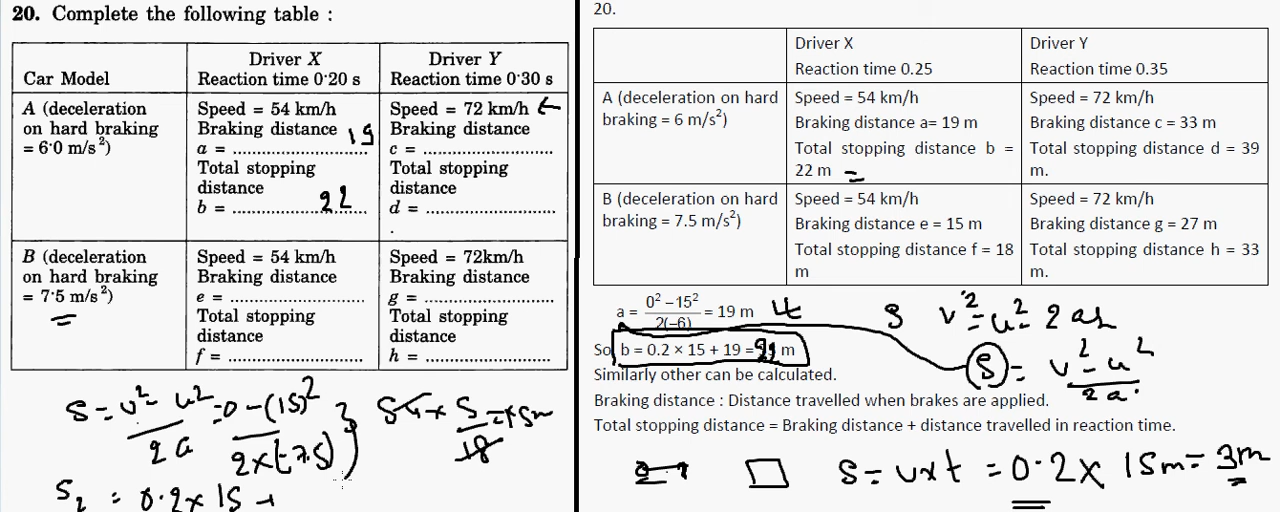 20. Complete the following table :
Car Model
Driver X
Reaction time 0·20 s
Driver Y
Reaction time 0·30 s
A (deceleration
on hard braking
= 6·0 m/s²)
Speed = 54 km/h
Braking distance
a = .............................. 19
Total stopping
distance
b = .............................. 22
Speed = 72 km/h ←
Braking distance
c = ..............................
Total stopping
distance
d = ..............................
B (deceleration
on hard braking
= 7·5 m/s²)
Speed = 54 km/h
Braking distance
e = ..............................
Total stopping
distance
f = ..............................
Speed = 72km/h
Braking distance
g = ..............................
Total stopping
distance
h = ..............................
S = v² - u² / 2a = 0 - (15)² / 2×(-7.5)
54 × 5/18 = 15m
S₂ = 0.2 × 15 +
20.
Driver X
Reaction time 0.25
Driver Y
Reaction time 0.35
A (deceleration on hard
braking = 6 m/s²)
Speed = 54 km/h
Braking distance a= 19 m
Total stopping distance b =
22 m
Speed = 72 km/h
Braking distance c = 33 m
Total stopping distance d = 39
m.
B (deceleration on hard
braking = 7.5 m/s²)
Speed = 54 km/h
Braking distance e = 15 m
Total stopping distance f = 18
m
Speed = 72 km/h
Braking distance g = 27 m
Total stopping distance h = 33
m.
a = 0² −15² / 2(−6) = 19 m
v² - u² = 2as
So b = 0.2 × 15 + 19 = 22 m
S = v² - u² / 2a
Similarly other can be calculated.
Braking distance : Distance travelled when brakes are applied.
Total stopping distance = Braking distance + distance travelled in reaction time.
S = u×t = 0.2 × 15m = 3m